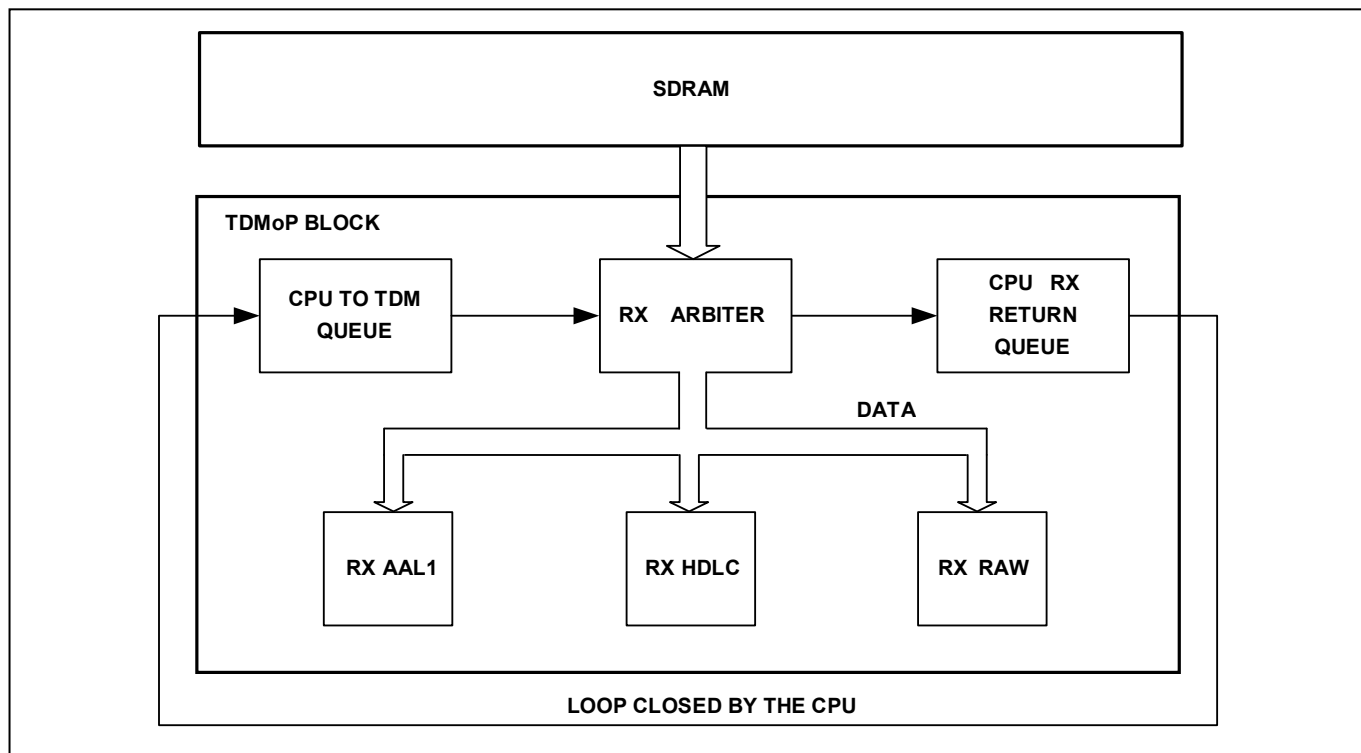 SDRAM
TDMoP BLOCK
CPU TO TDM
QUEUE
RX ARBITER
CPU RX
RETURN
QUEUE
DATA
RX AAL1
RX HDLC
RX RAW
LOOP CLOSED BY THE CPU